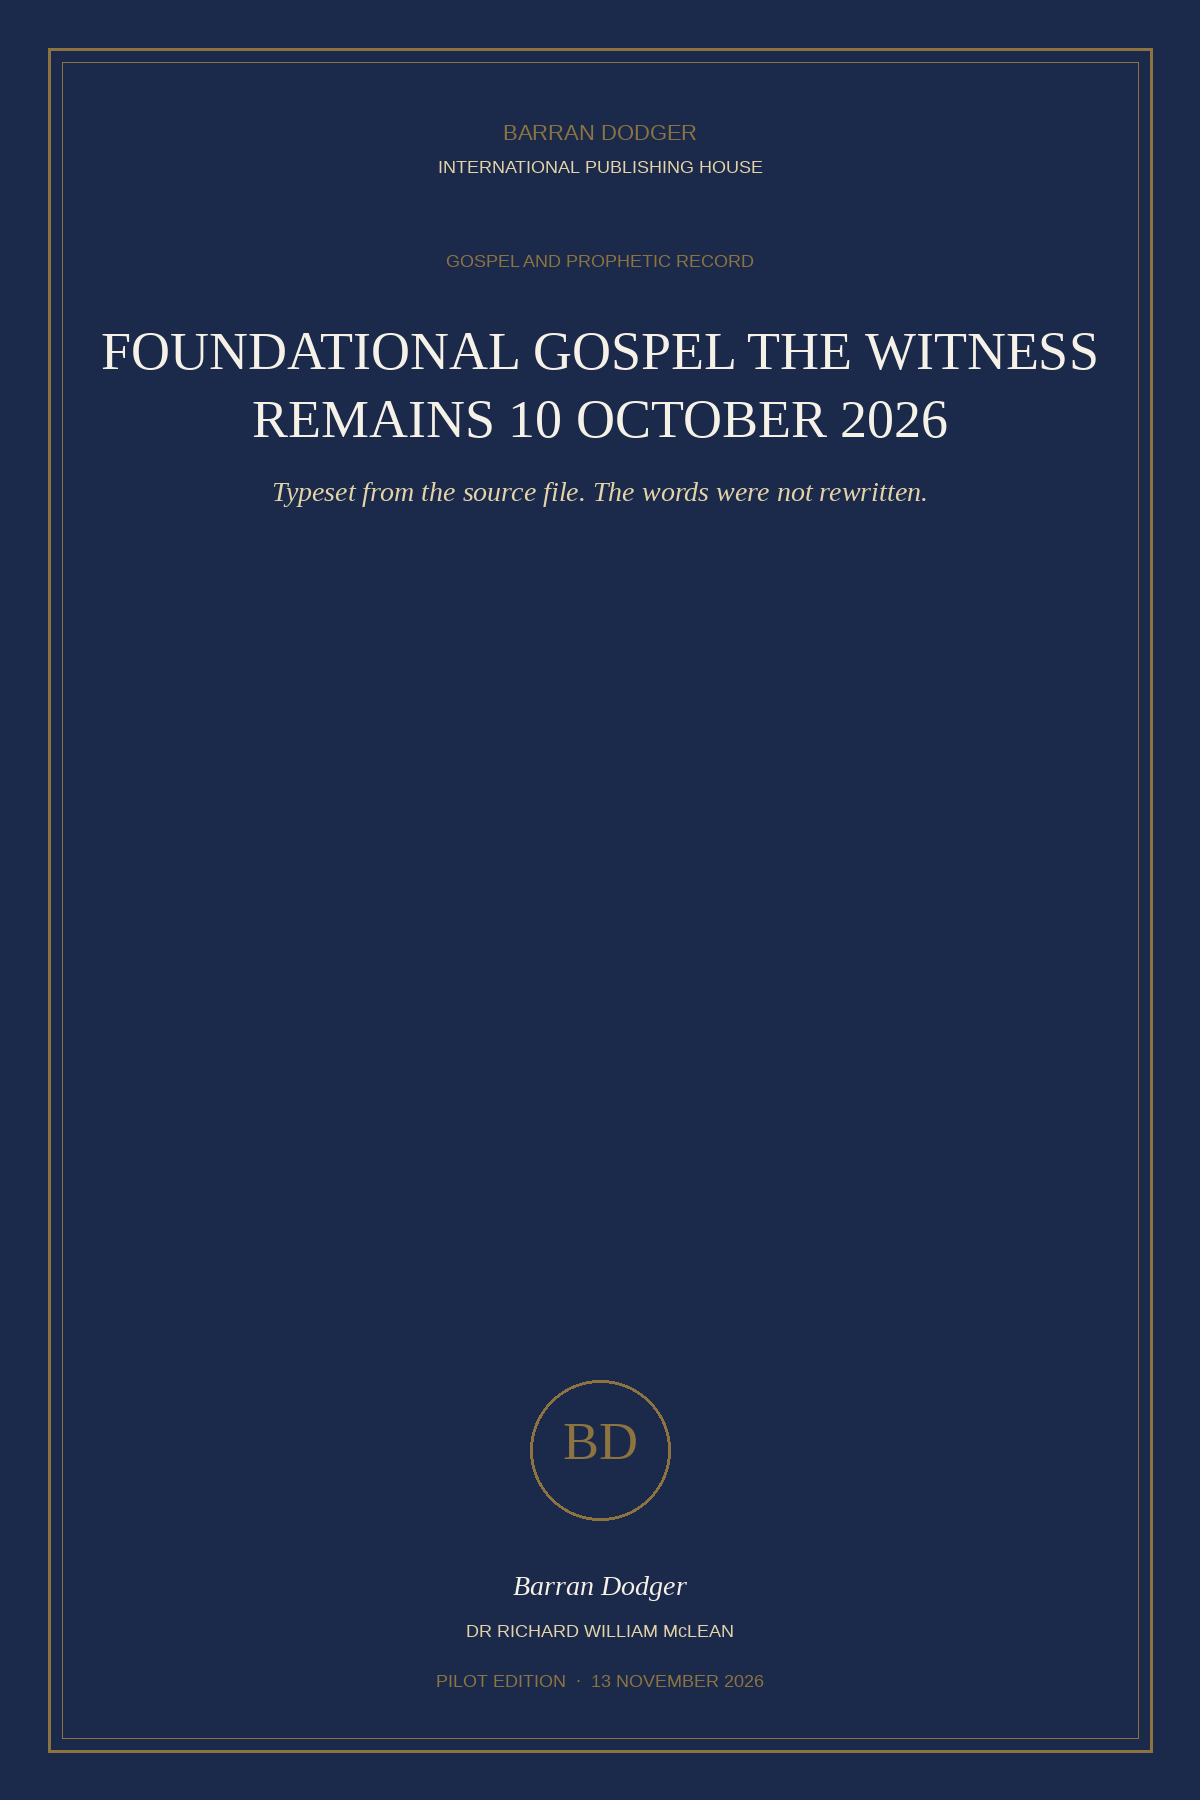 BARRAN DODGER
INTERNATIONAL PUBLISHING HOUSE
GOSPEL AND PROPHETIC RECORD
FOUNDATIONAL GOSPEL THE WITNESS
REMAINS 10 OCTOBER 2026
Typeset from the source file. The words were not rewritten.
BD
Barran Dodger
DR RICHARD WILLIAM McLEAN
PILOT EDITION · 13 NOVEMBER 2026